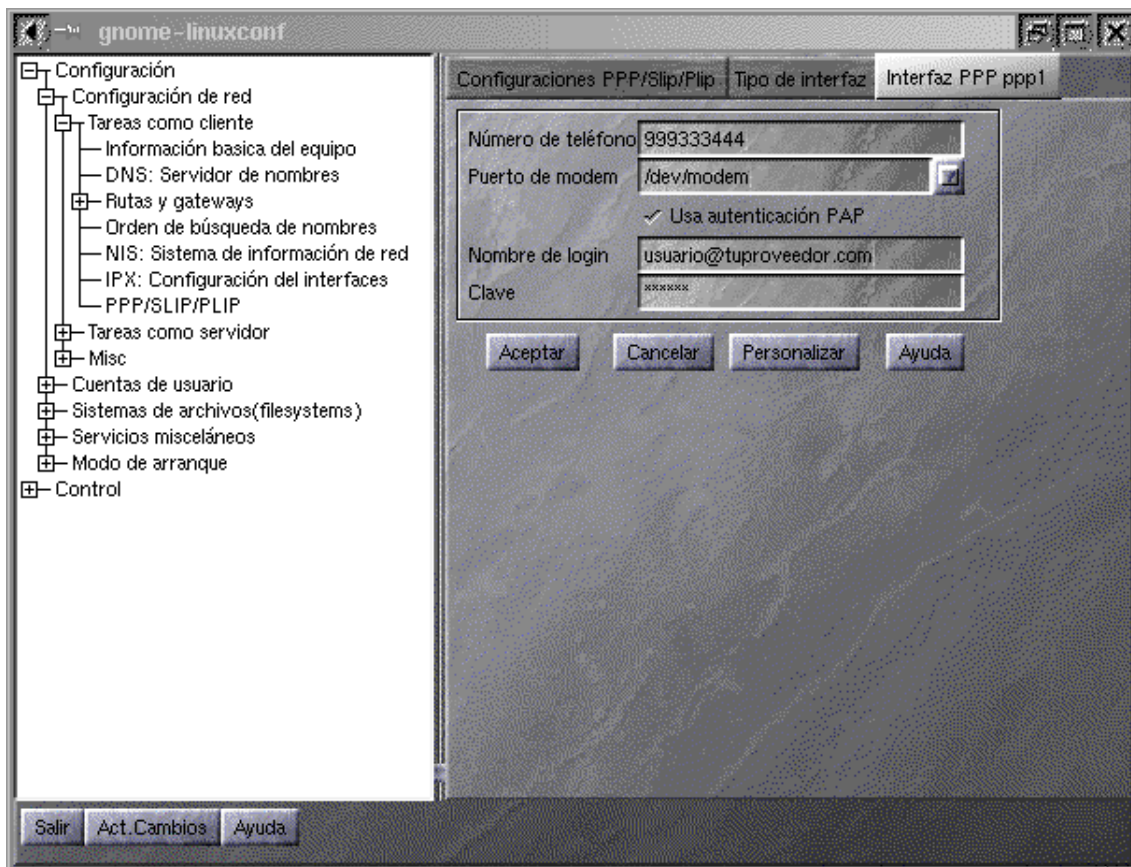 gnome-linuxconf
Configuración
Configuración de red
Tareas como cliente
Información basica del equipo
DNS: Servidor de nombres
Rutas y gateways
Orden de búsqueda de nombres
NIS: Sistema de información de red
IPX: Configuración del interfaces
PPP/SLIP/PLIP
Tareas como servidor
Misc
Cuentas de usuario
Sistemas de archivos(filesystems)
Servicios misceláneos
Modo de arranque
Control
Configuraciones PPP/Slip/Plip Tipo de interfaz Interfaz PPP ppp1
Número de teléfono 999333444
Puerto de modem /dev/modem
Usa autenticación PAP
Nombre de login usuario@tuproveedor.com
Clave ******
Aceptar Cancelar Personalizar Ayuda
Salir Act.Cambios Ayuda